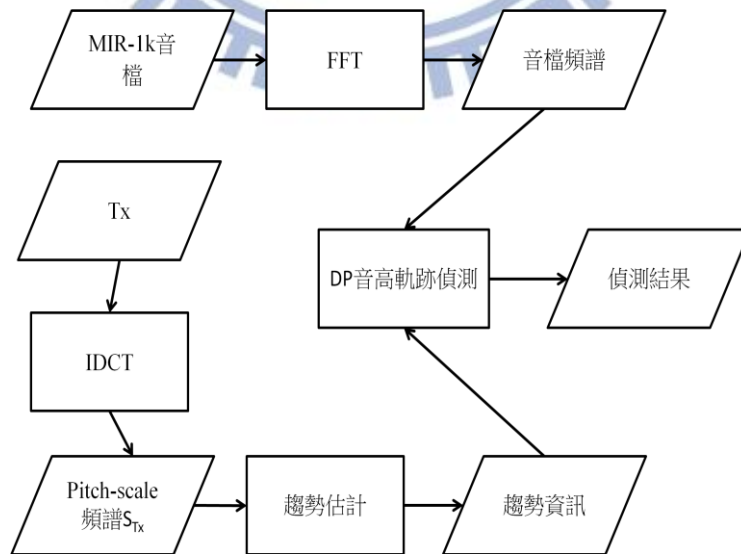 MIR-1k音
檔
FFT
音檔頻譜
Tx
DP音高軌跡偵測
偵測結果
IDCT
Pitch-scale
頻譜S_Tx
趨勢估計
趨勢資訊